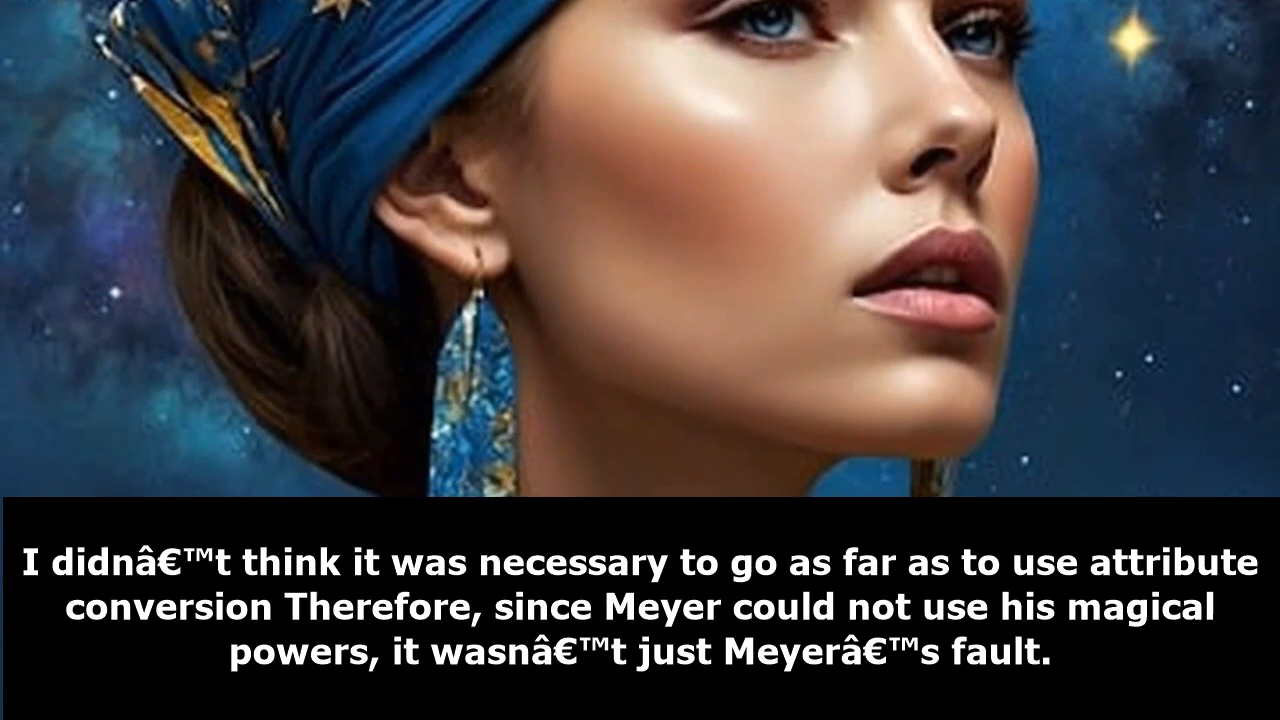 I didnâ€™t think it was necessary to go as far as to use attribute
conversion Therefore, since Meyer could not use his magical
powers, it wasnâ€™t just Meyerâ€™s fault.